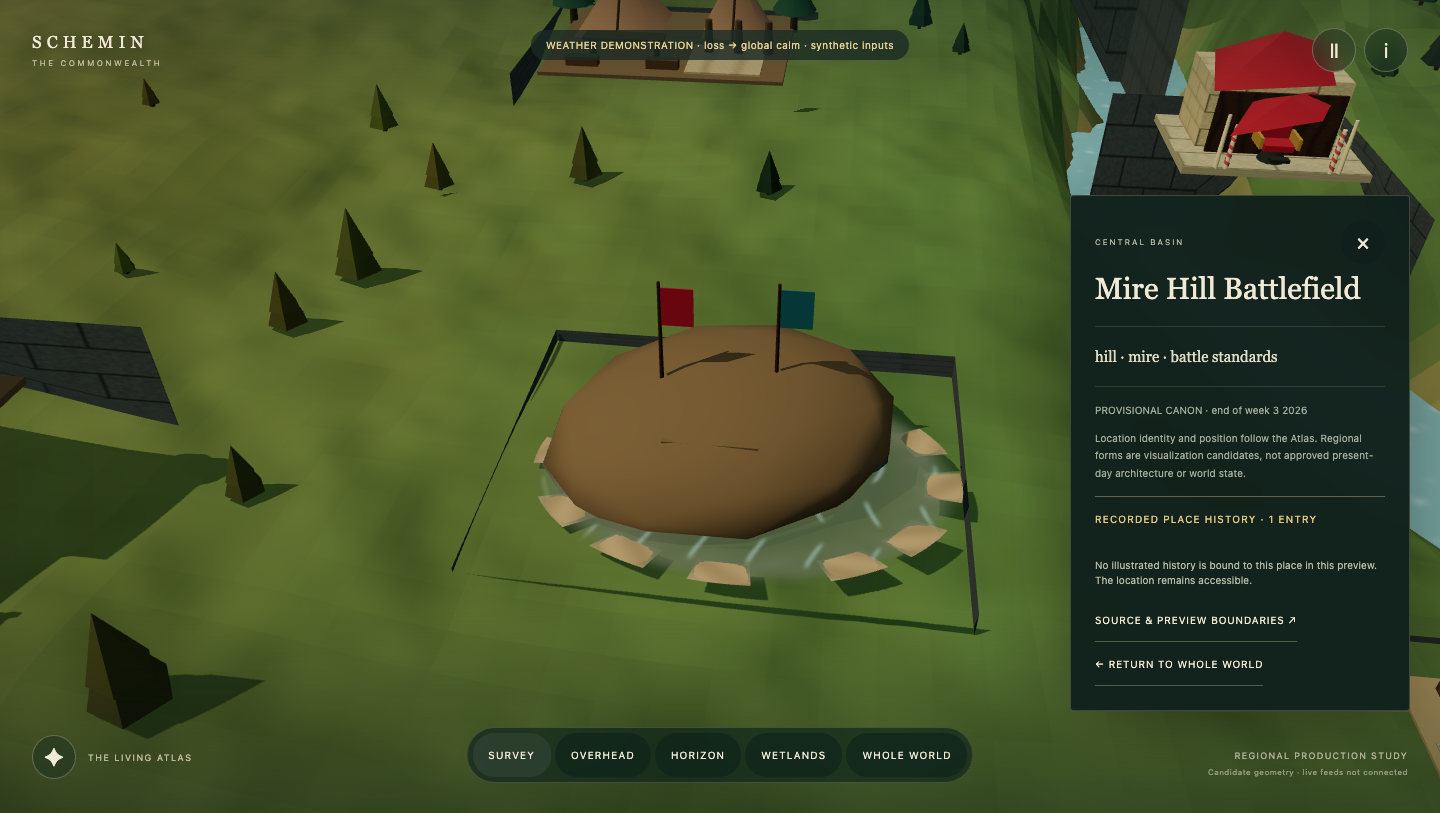 SCHEMIN
THE COMMONWEALTH
WEATHER DEMONSTRATION · loss → global calm · synthetic inputs
i
CENTRAL BASIN
×
Mire Hill Battlefield
hill · mire · battle standards
PROVISIONAL CANON · end of week 3 2026
Location identity and position follow the Atlas. Regional
forms are visualization candidates, not approved present-
day architecture or world state.
RECORDED PLACE HISTORY · 1 ENTRY
No illustrated history is bound to this place in this preview.
The location remains accessible.
SOURCE & PREVIEW BOUNDARIES ↗
← RETURN TO WHOLE WORLD
THE LIVING ATLAS
SURVEY
OVERHEAD
HORIZON
WETLANDS
WHOLE WORLD
REGIONAL PRODUCTION STUDY
Candidate geometry · live feeds not connected